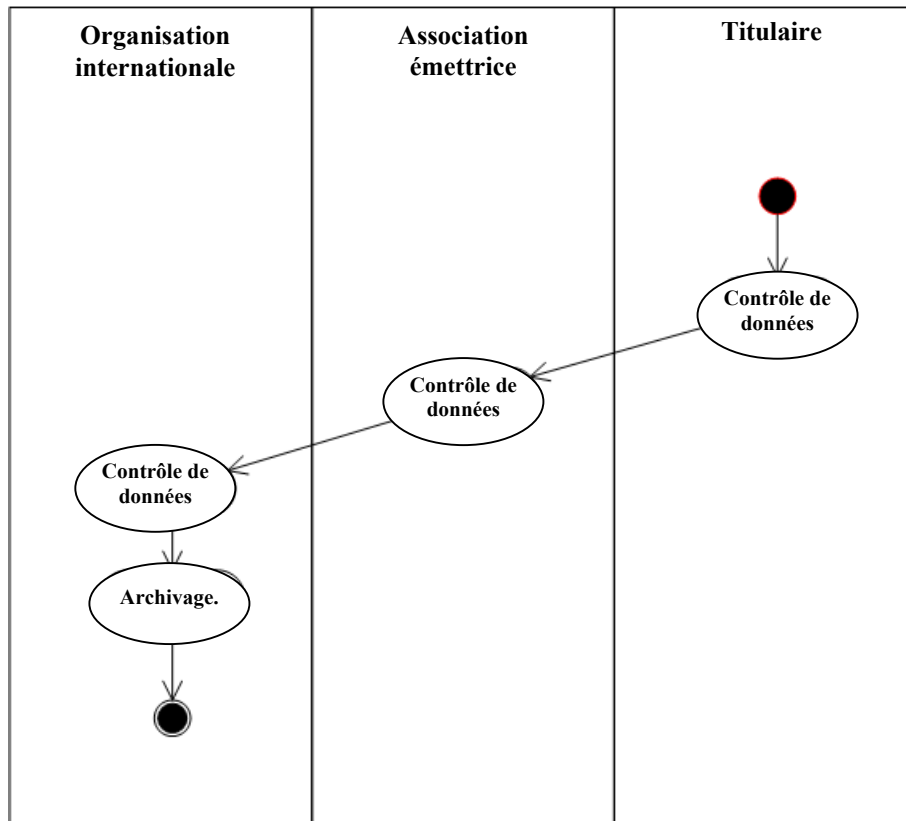 Organisation
internationale
Association
émettrice
Titulaire
Contrôle de
données
Contrôle de
données
Contrôle de
données
Archivage.